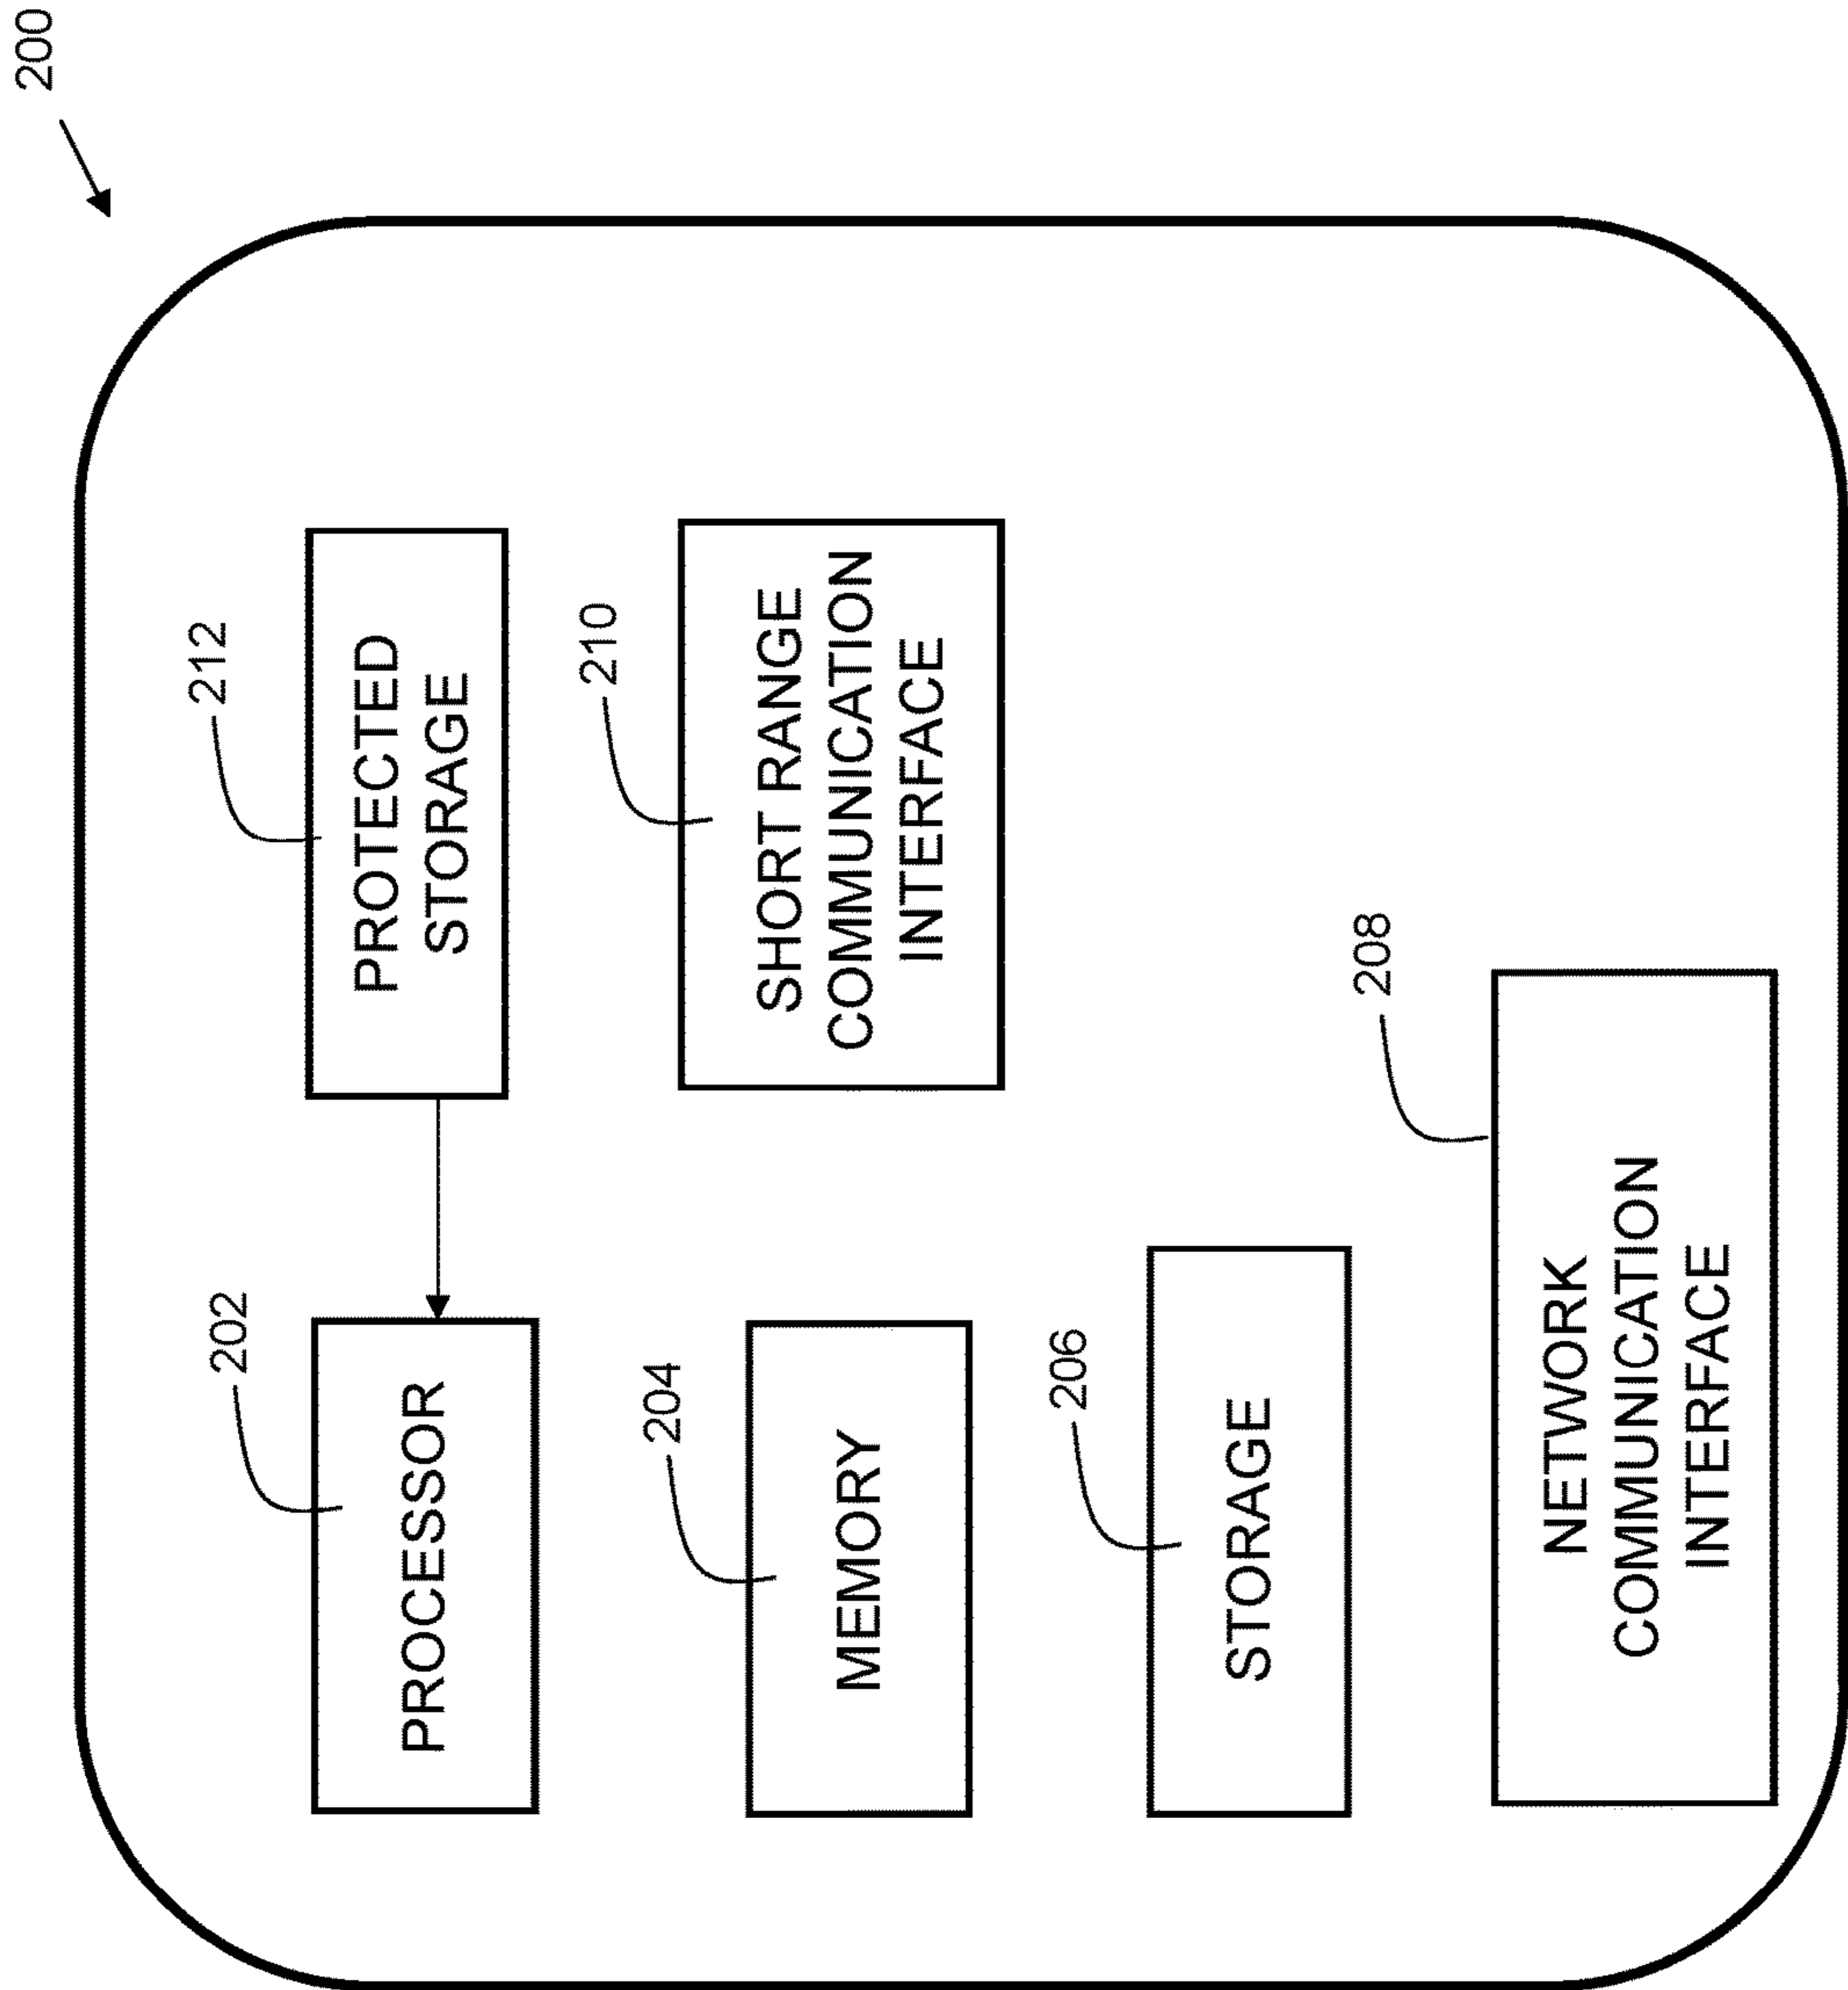 200
212
PROTECTED
STORAGE
210
SHORT RANGE
COMMUNICATION
INTERFACE
202
PROCESSOR
204
MEMORY
206
STORAGE
208
NETWORK
COMMUNICATION
INTERFACE